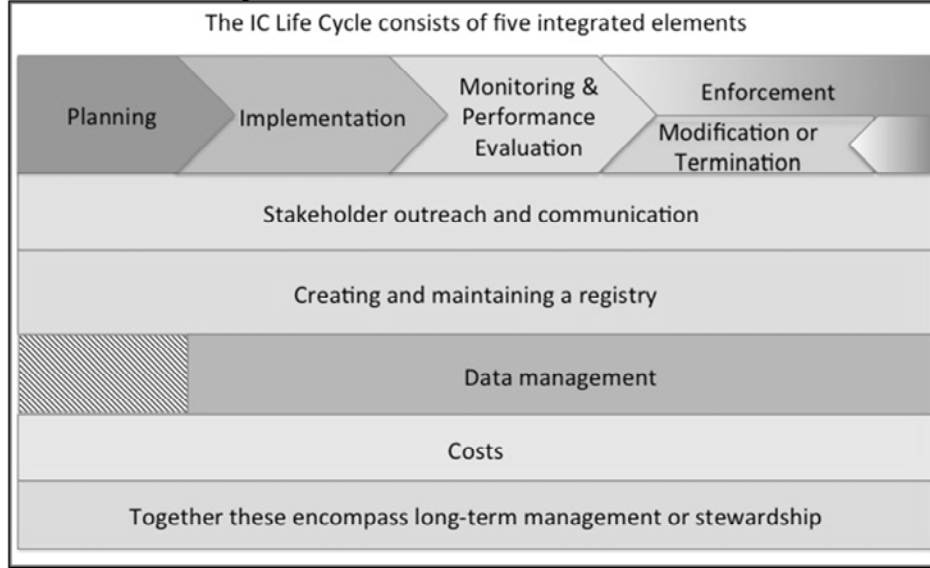 The IC Life Cycle consists of five integrated elements
Planning
Implementation
Monitoring &
Performance
Evaluation
Enforcement
Modification or
Termination
Stakeholder outreach and communication
Creating and maintaining a registry
Data management
Costs
Together these encompass long-term management or stewardship